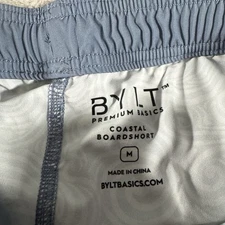 BYLT™
PREMIUM BASICS
COASTAL
BOARDSHORT
M
MADE IN CHINA
BYLTBASICS.COM